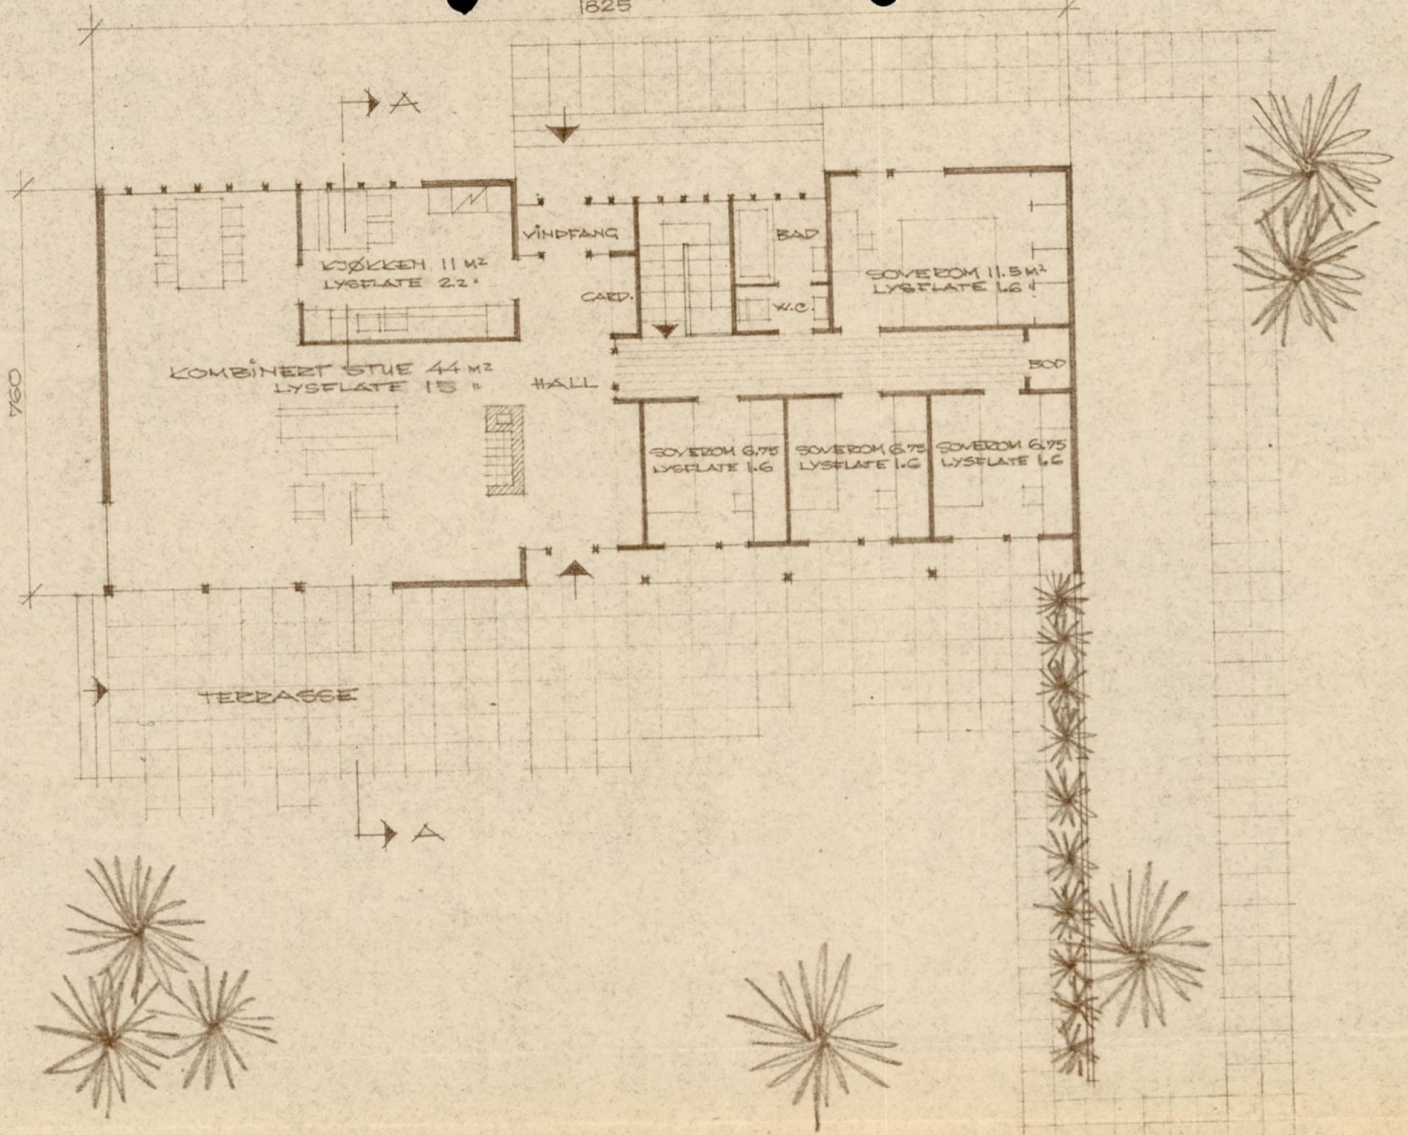 1825
A
VINDFANG
BAD
KJØKKEN 11 M²
LYSFLATE 2.2 "
SOVEROM 11.5 M²
LYSFLATE 1.6 "
GARD.
W.C.
KOMBINERT STUE 44 M²
LYSFLATE 15 "
HALL
BOD
760
SOVEROM 6.75
LYSFLATE 1.6
SOVEROM 6.75
LYSFLATE 1.6
SOVEROM 6.75
LYSFLATE 1.6
TERRASSE
A